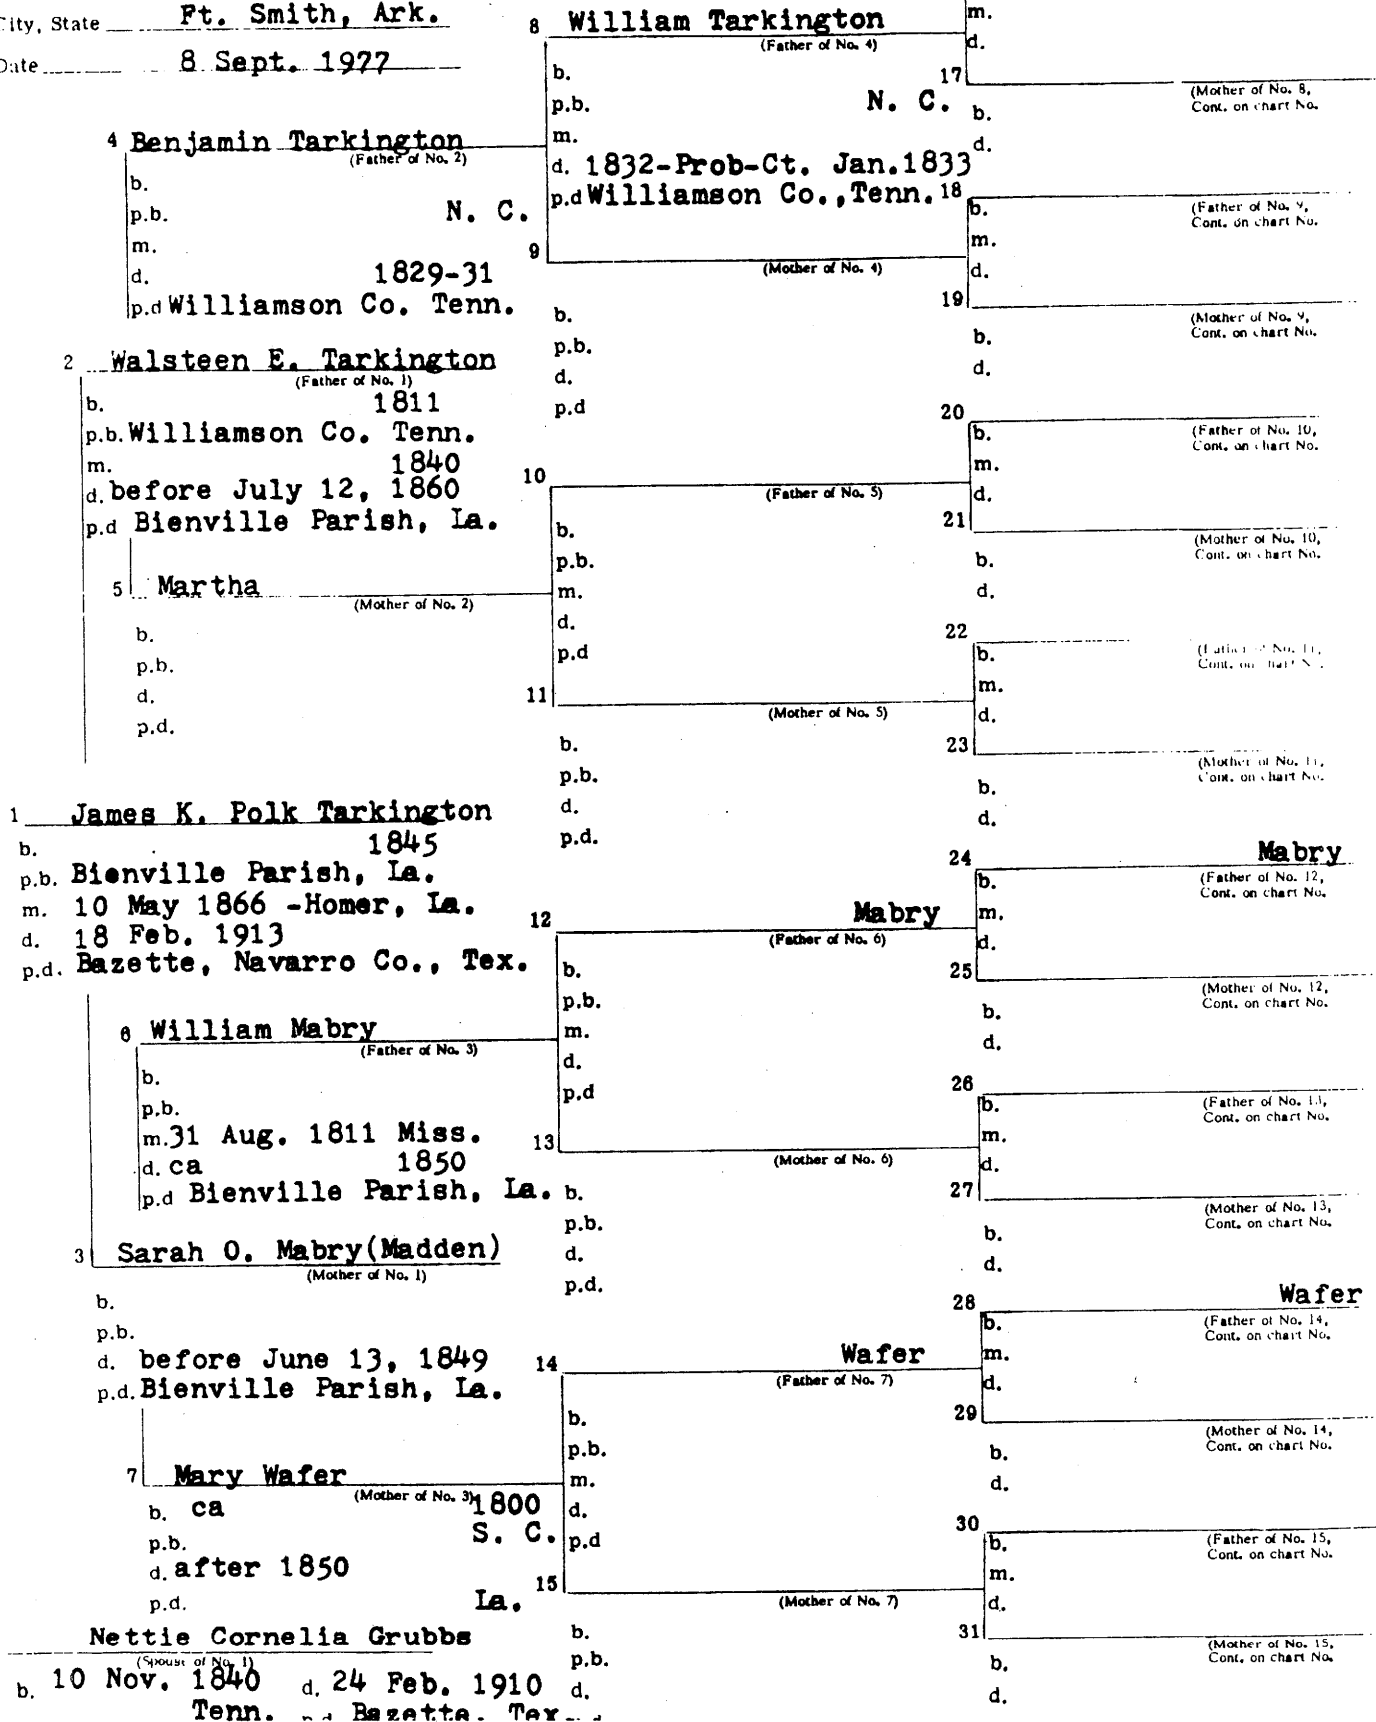 City, State Ft. Smith, Ark.
Date 8 Sept. 1977
8 William Tarkington
(Father of No. 4)
b.
p.b. N. C.
m.
d. 1832-Prob-Ct. Jan.1833
p.d Williamson Co.,Tenn.
m.
d.
17
(Mother of No. 8,
Cont. on chart No.
b.
d.
4 Benjamin Tarkington
(Father of No. 2)
b.
p.b. N. C.
m.
d. 1829-31
p.d Williamson Co. Tenn.
9
(Mother of No. 4)
b.
p.b.
d.
p.d
18
(Father of No. 9,
Cont. on chart No.
b.
m.
d.
19
(Mother of No. 9,
Cont. on chart No.
b.
d.
2 Walsteen E. Tarkington
(Father of No. 1)
b. 1811
p.b. Williamson Co. Tenn.
m. 1840
d. before July 12, 1860
p.d Bienville Parish, La.
10
(Father of No. 5)
b.
p.b.
m.
d.
p.d
20
(Father of No. 10,
Cont. on chart No.
b.
m.
d.
21
(Mother of No. 10,
Cont. on chart No.
b.
d.
5 Martha
(Mother of No. 2)
b.
p.b.
d.
p.d.
11
(Mother of No. 5)
b.
p.b.
d.
p.d.
22
(Father of No. 11,
Cont. on chart
b.
m.
d.
23
(Mother of No. 11,
Cont. on chart No.
b.
d.
1 James K. Polk Tarkington
b. 1845
p.b. Bienville Parish, La.
m. 10 May 1866 -Homer, La.
d. 18 Feb. 1913
p.d. Bazette, Navarro Co., Tex.
12 Mabry
(Father of No. 6)
b.
p.b.
m.
d.
p.d
24 Mabry
(Father of No. 12,
Cont. on chart No.
b.
m.
d.
25
(Mother of No. 12,
Cont. on chart No.
b.
d.
6 William Mabry
(Father of No. 3)
b.
p.b.
m. 31 Aug. 1811 Miss.
d. ca 1850
p.d Bienville Parish, La.
13
(Mother of No. 6)
b.
p.b.
d.
p.d.
26
(Father of No. 13,
Cont. on chart No.
b.
m.
d.
27
(Mother of No. 13,
Cont. on chart No.
b.
d.
3 Sarah O. Mabry(Madden)
(Mother of No. 1)
b.
p.b.
d. before June 13, 1849
p.d. Bienville Parish, La.
14 Wafer
(Father of No. 7)
b.
p.b.
m.
d.
p.d
28 Wafer
(Father of No. 14,
Cont. on chart No.
b.
m.
d.
29
(Mother of No. 14,
Cont. on chart No.
b.
d.
7 Mary Wafer
(Mother of No. 3)
b. ca 1800
p.b. S. C.
d. after 1850
p.d. La.
15
(Mother of No. 7)
b.
p.b.
d.
30
(Father of No. 15,
Cont. on chart No.
b.
m.
d.
31
(Mother of No. 15,
Cont. on chart No.
b.
d.
Nettie Cornelia Grubbs
(Spouse of No. 1)
b. 10 Nov. 1840 d. 24 Feb. 1910
Tenn. p.d Bazette, Tex.